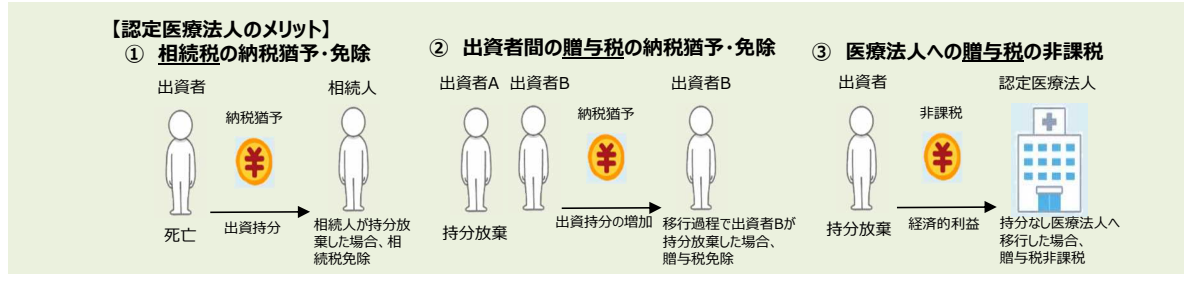 【認定医療法人のメリット】
① 相続税の納税猶予・免除
出資者
相続人
納税猶予
¥
死亡
出資持分
相続人が持分放
棄した場合、相
続税免除
② 出資者間の贈与税の納税猶予・免除
出資者A 出資者B
出資者B
納税猶予
¥
持分放棄
出資持分の増加
移行過程で出資者Bが
持分放棄した場合、
贈与税免除
③ 医療法人への贈与税の非課税
出資者
認定医療法人
非課税
¥
持分放棄
経済的利益
持分なし医療法人へ
移行した場合、
贈与税非課税